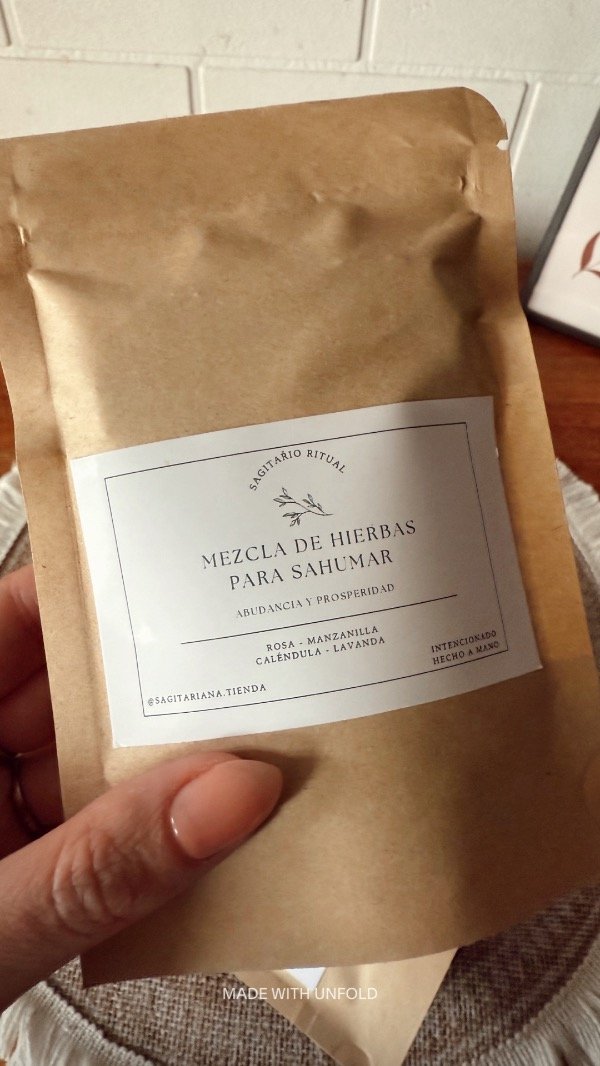 SAGITARIO RITUAL
MEZCLA DE HIERBAS
PARA SAHUMAR
ABUDANCIA Y PROSPERIDAD
ROSA - MANZANILLA
CALÉNDULA - LAVANDA
INTENCIONADO
HECHO A MANO
@SAGITARIANA.TIENDA
MADE WITH UNFOLD